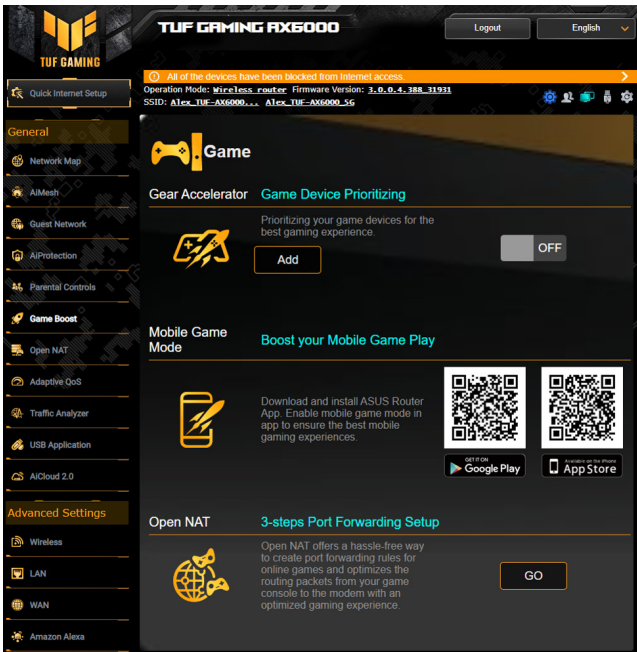 TUF GAMING
TUF GAMING AX6000
Logout
English
All of the devices have been blocked from Internet access.
Quick Internet Setup
Operation Mode: Wireless router Firmware Version: 3.0.0.4.388_31931
SSID: Alex_TUF-AX6000... Alex_TUF-AX6000_5G
General
Network Map
AiMesh
Guest Network
AiProtection
Parental Controls
Game Boost
Open NAT
Adaptive QoS
Traffic Analyzer
USB Application
AiCloud 2.0
Advanced Settings
Wireless
LAN
WAN
Amazon Alexa
Game
Gear Accelerator
Game Device Prioritizing
Prioritizing your game devices for the
best gaming experience.
Add
OFF
Mobile Game
Mode
Boost your Mobile Game Play
Download and install ASUS Router
App. Enable mobile game mode in
app to ensure the best mobile
gaming experiences.
GET IT ON
Google Play
Available on the iPhone
App Store
Open NAT
3-steps Port Forwarding Setup
Open NAT offers a hassle-free way
to create port forwarding rules for
online games and optimizes the
routing packets from your game
console to the modem with an
optimized gaming experience.
GO